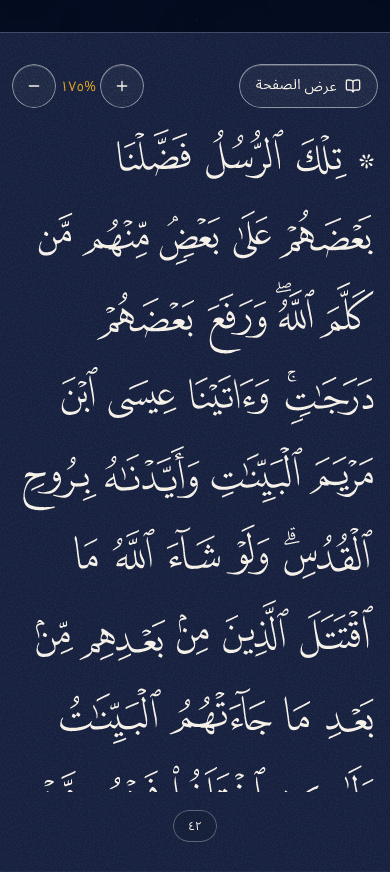 عرض الصفحة
+ ١٧٥% −
۞ تِلۡكَ ٱلرُّسُلُ فَضَّلۡنَا
بَعۡضَهُمۡ عَلَىٰ بَعۡضٖۘ مِّنۡهُم مَّن
كَلَّمَ ٱللَّهُۖ وَرَفَعَ بَعۡضَهُمۡ
دَرَجَٰتٖۚ وَءَاتَيۡنَا عِيسَى ٱبۡنَ
مَرۡيَمَ ٱلۡبَيِّنَٰتِ وَأَيَّدۡنَٰهُ بِرُوحِ
ٱلۡقُدُسِۗ وَلَوۡ شَآءَ ٱللَّهُ مَا
ٱقۡتَتَلَ ٱلَّذِينَ مِنۢ بَعۡدِهِم مِّنۢ
بَعۡدِ مَا جَآءَتۡهُمُ ٱلۡبَيِّنَٰتُ
٤٢